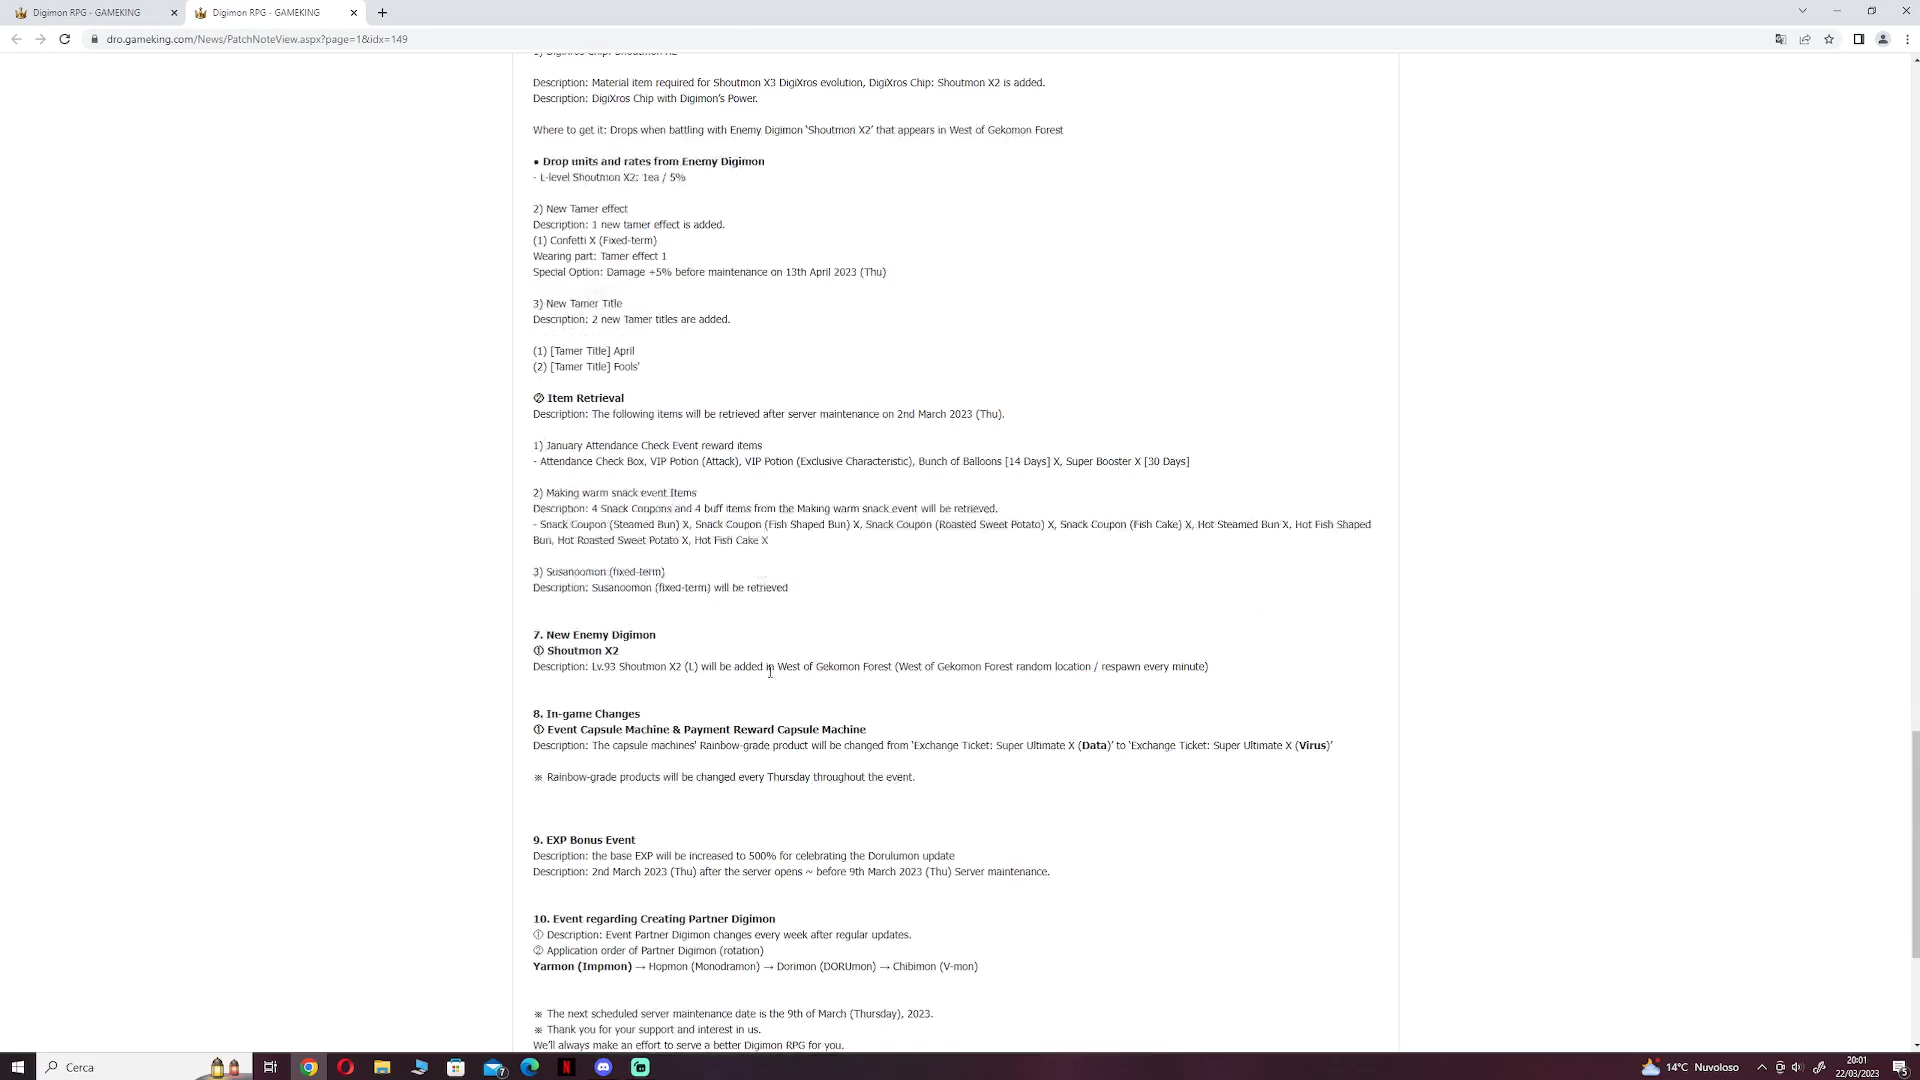 Digimon RPG - GAMEKING
Digimon RPG - GAMEKING
dro.gameking.com/News/PatchNoteView.aspx?page=1&idx=149
1) DigiXros Chip: Shoutmon X2
Description: Material item required for Shoutmon X3 DigiXros evolution, DigiXros Chip: Shoutmon X2 is added.
Description: DigiXros Chip with Digimon's Power.
Where to get it: Drops when battling with Enemy Digimon 'Shoutmon X2' that appears in West of Gekomon Forest
• Drop units and rates from Enemy Digimon
- L-level Shoutmon X2: 1ea / 5%
2) New Tamer effect
Description: 1 new tamer effect is added.
(1) Confetti X (Fixed-term)
Wearing part: Tamer effect 1
Special Option: Damage +5% before maintenance on 13th April 2023 (Thu)
3) New Tamer Title
Description: 2 new Tamer titles are added.
(1) [Tamer Title] April
(2) [Tamer Title] Fools'
② Item Retrieval
Description: The following items will be retrieved after server maintenance on 2nd March 2023 (Thu).
1) January Attendance Check Event reward items
- Attendance Check Box, VIP Potion (Attack), VIP Potion (Exclusive Characteristic), Bunch of Balloons [14 Days] X, Super Booster X [30 Days]
2) Making warm snack event Items
Description: 4 Snack Coupons and 4 buff items from the Making warm snack event will be retrieved.
- Snack Coupon (Steamed Bun) X, Snack Coupon (Fish Shaped Bun) X, Snack Coupon (Roasted Sweet Potato) X, Snack Coupon (Fish Cake) X, Hot Steamed Bun X, Hot Fish Shaped
Bun, Hot Roasted Sweet Potato X, Hot Fish Cake X
3) Susanoomon (fixed-term)
Description: Susanoomon (fixed-term) will be retrieved
7. New Enemy Digimon
① Shoutmon X2
Description: Lv.93 Shoutmon X2 (L) will be added in West of Gekomon Forest (West of Gekomon Forest random location / respawn every minute)
8. In-game Changes
① Event Capsule Machine & Payment Reward Capsule Machine
Description: The capsule machines' Rainbow-grade product will be changed from 'Exchange Ticket: Super Ultimate X (Data)' to 'Exchange Ticket: Super Ultimate X (Virus)'
※ Rainbow-grade products will be changed every Thursday throughout the event.
9. EXP Bonus Event
Description: the base EXP will be increased to 500% for celebrating the Dorulumon update
Description: 2nd March 2023 (Thu) after the server opens ~ before 9th March 2023 (Thu) Server maintenance.
10. Event regarding Creating Partner Digimon
① Description: Event Partner Digimon changes every week after regular updates.
② Application order of Partner Digimon (rotation)
Yarmon (Impmon) → Hopmon (Monodramon) → Dorimon (DORUmon) → Chibimon (V-mon)
※ The next scheduled server maintenance date is the 9th of March (Thursday), 2023.
※ Thank you for your support and interest in us.
We'll always make an effort to serve a better Digimon RPG for you.
Cerca
7
N
14°C Nuvoloso
20:01
22/03/2023
5